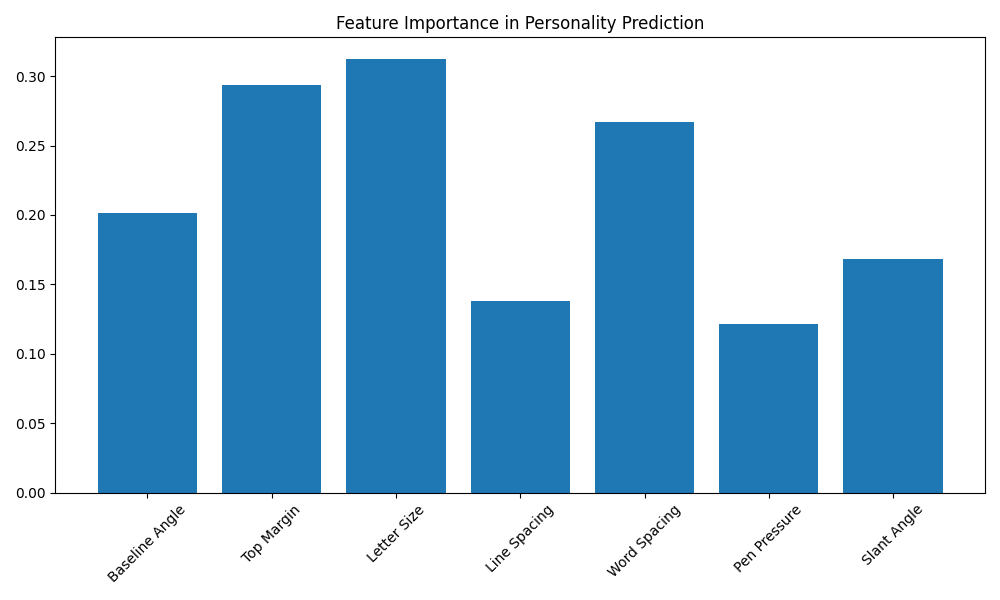 Feature Importance in Personality Prediction
0.30
0.25
0.20
0.15
0.10
0.05
0.00
Baseline Angle
Top Margin
Letter Size
Line Spacing
Word Spacing
Pen Pressure
Slant Angle